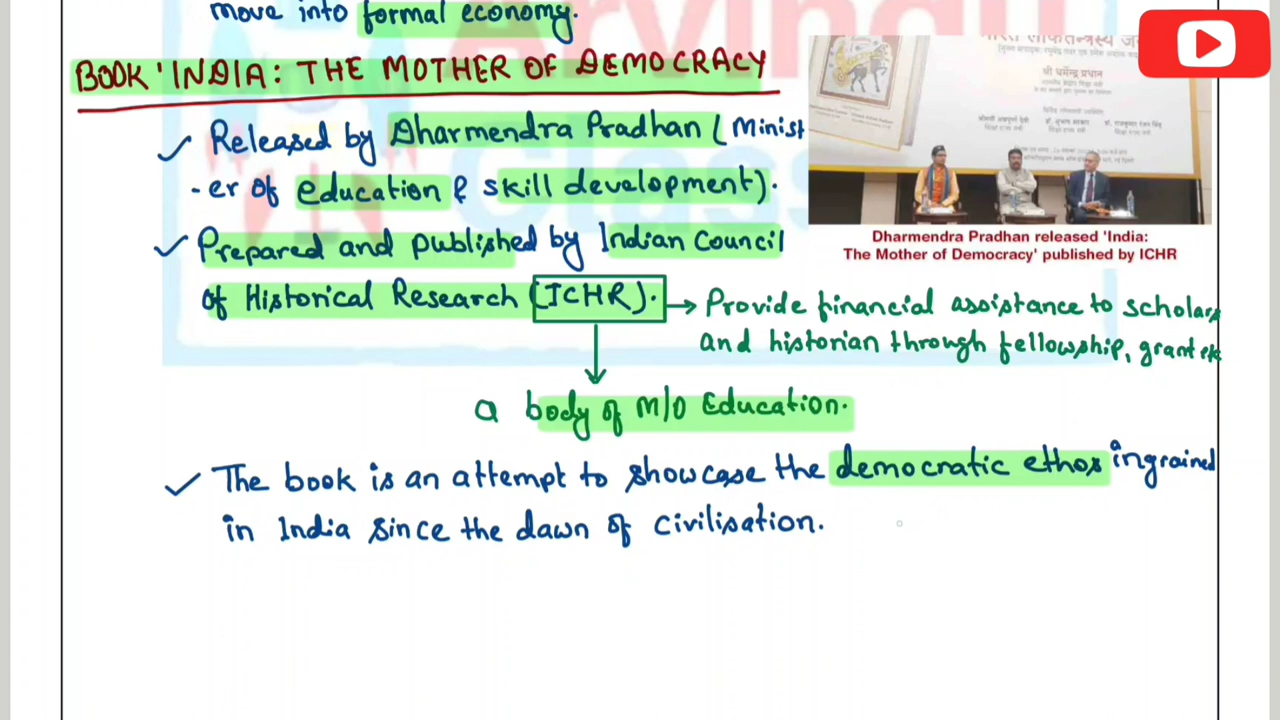 move into formal economy.
BOOK 'INDIA: THE MOTHER OF DEMOCRACY
Released by Dharmendra Pradhan ( Minist
-er of education & skill development).
Prepared and published by Indian Council
of Historical Research (ICHR).
Provide financial assistance to scholars
and historian through fellowship, grant etc
a body of M/O Education.
The book is an attempt to showcase the democratic ethos ingrained
in India since the dawn of civilisation.
श्री धर्मेन्द्र प्रधान
Dharmendra Pradhan released 'India:
The Mother of Democracy' published by ICHR